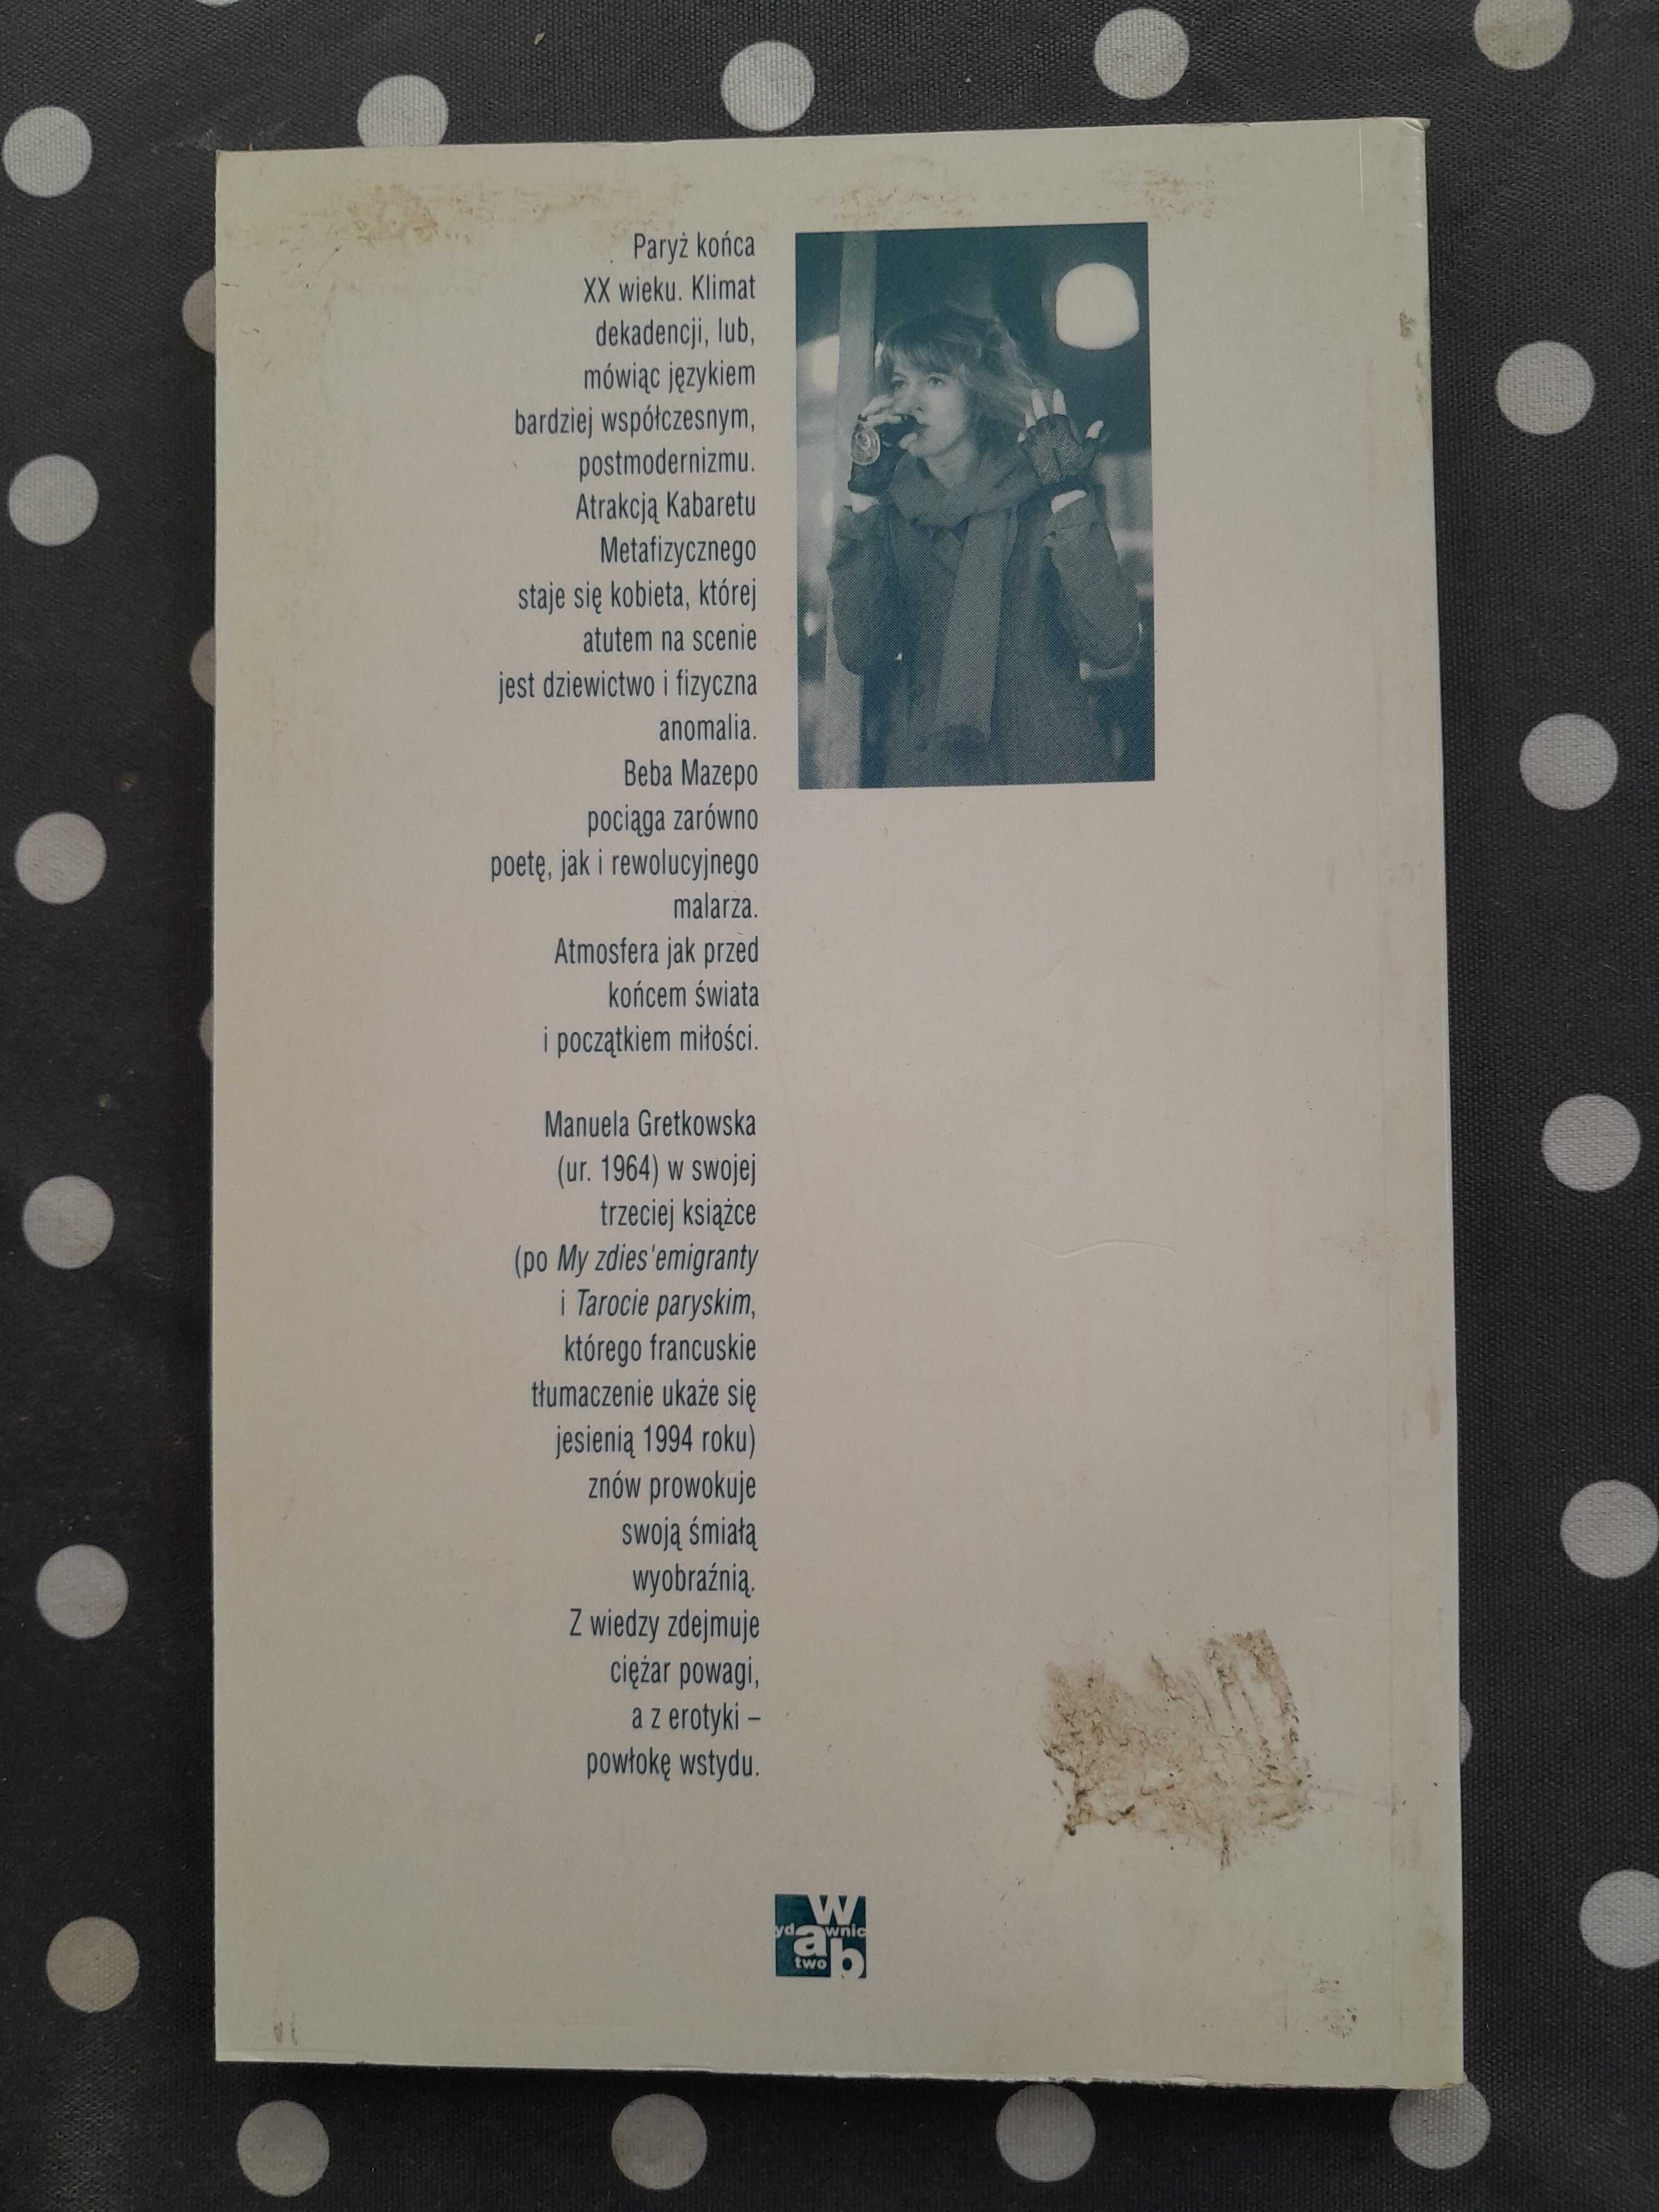 Paryż końca
XX wieku. Klimat
dekadencji, lub,
mówiąc językiem
bardziej współczesnym,
postmodernizmu.
Atrakcją Kabaretu
Metafizycznego
staje się kobieta, której
atutem na scenie
jest dziewictwo i fizyczna
anomalia.
Beba Mazepo
pociąga zarówno
poetę, jak i rewolucyjnego
malarza.
Atmosfera jak przed
końcem świata
i początkiem miłości.
Manuela Gretkowska
(ur. 1964) w swojej
trzeciej książce
(po My zdies'emigranty
i Tarocie paryskim,
którego francuskie
tłumaczenie ukaże się
jesienią 1994 roku)
znów prowokuje
swoją śmiałą
wyobraźnią.
Z wiedzy zdejmuje
ciężar powagi,
a z erotyki –
powłokę wstydu.
w
ydawnic
two b